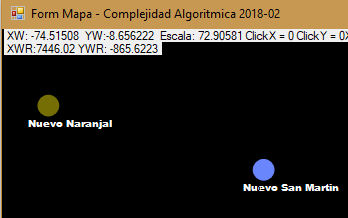 Form Mapa - Complejidad Algoritmica 2018-02
XW: -74.51508 YW:-8.656222 Escala: 72.90581 ClickX = 0 ClickY = 0X
XWR:7446.02 YWR: -865.6223
Nuevo Naranjal
Nuevo San Martin